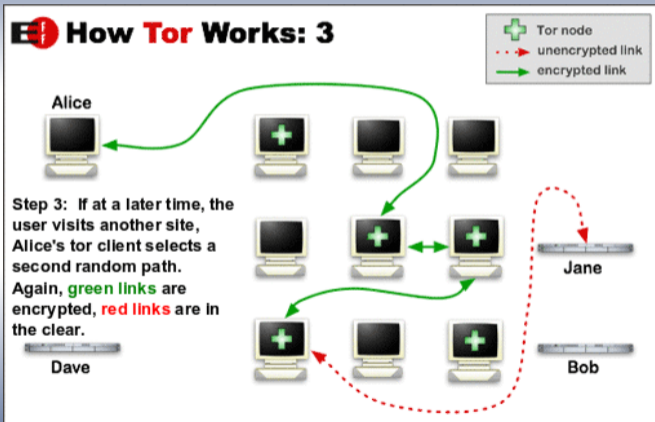 EFF How Tor Works: 3
Tor node
unencrypted link
encrypted link
Alice
Step 3: If at a later time, the
user visits another site,
Alice's tor client selects a
second random path.
Again, green links are
encrypted, red links are in
the clear.
Jane
Dave
Bob